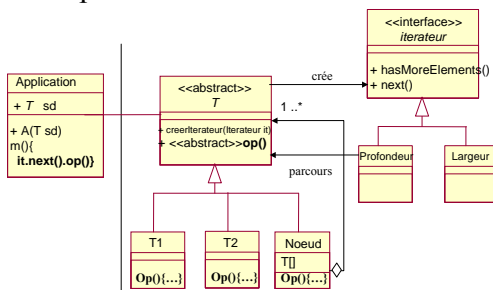 <<interface>>
iterateur
+ hasMoreElements()
+ next()
<<abstract>>
T
+ creerIterateur(Iterateur it)
+ <<abstract>>op()
crée
1 ..*
parcours
Application
+ T sd
+ A(T sd)
m(){
it.next().op()}
Profondeur
Largeur
T1
Op(){...}
T2
Op(){...}
Noeud
T[]
Op(){...}